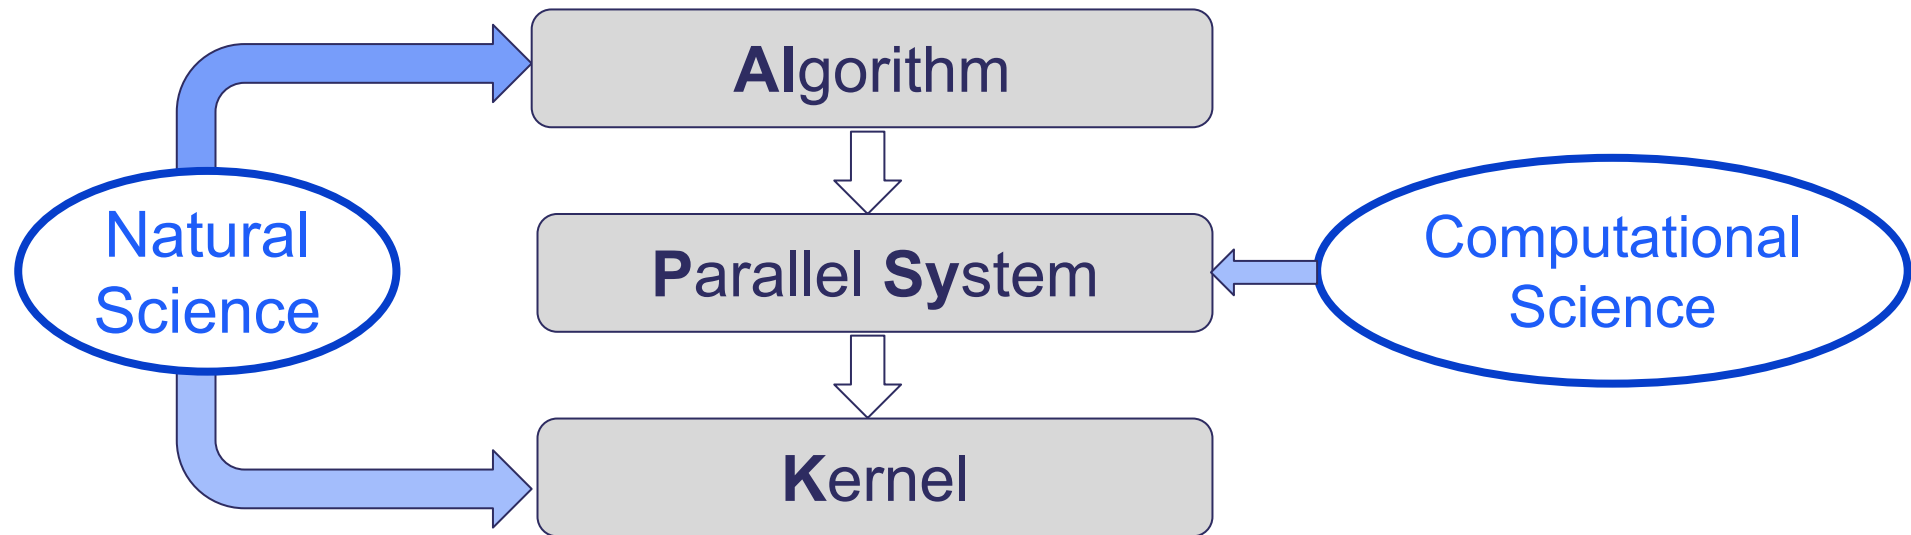 Algorithm
Natural
Science
Parallel System
Computational
Science
Kernel